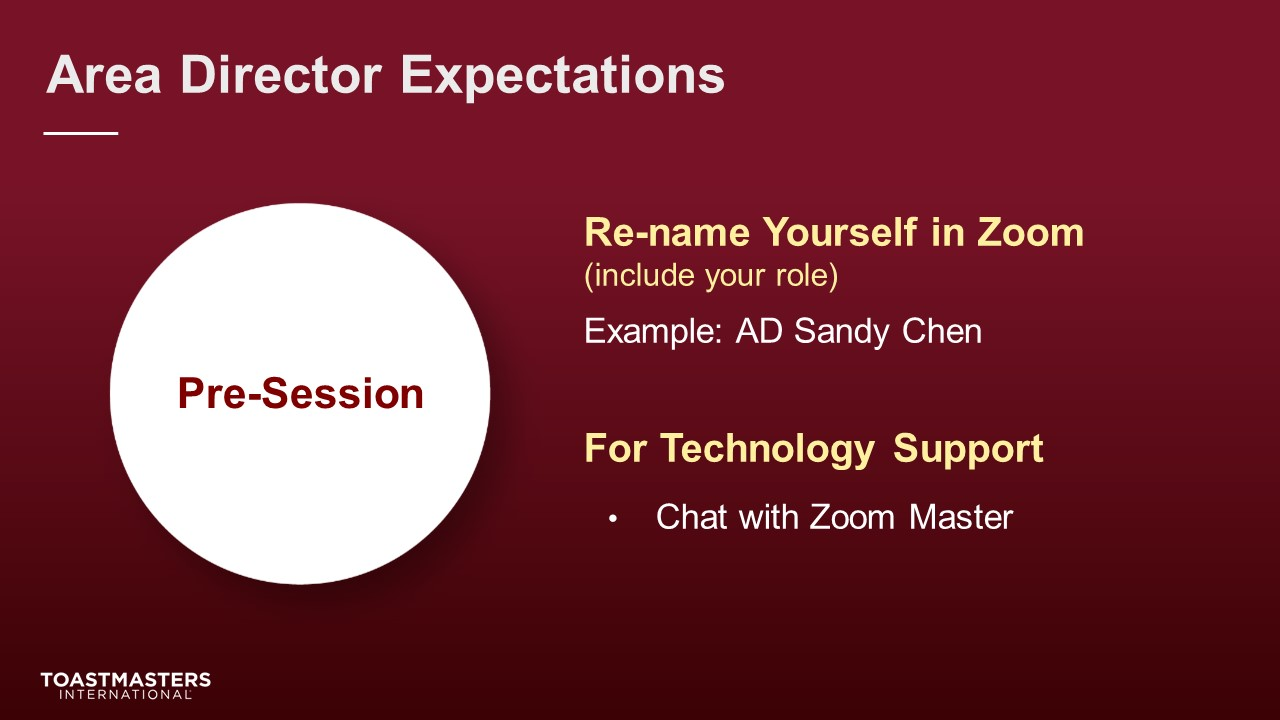 Area Director Expectations
Pre-Session
Re-name Yourself in Zoom
(include your role)
Example: AD Sandy Chen
For Technology Support
• Chat with Zoom Master
TOASTMASTERS
INTERNATIONAL